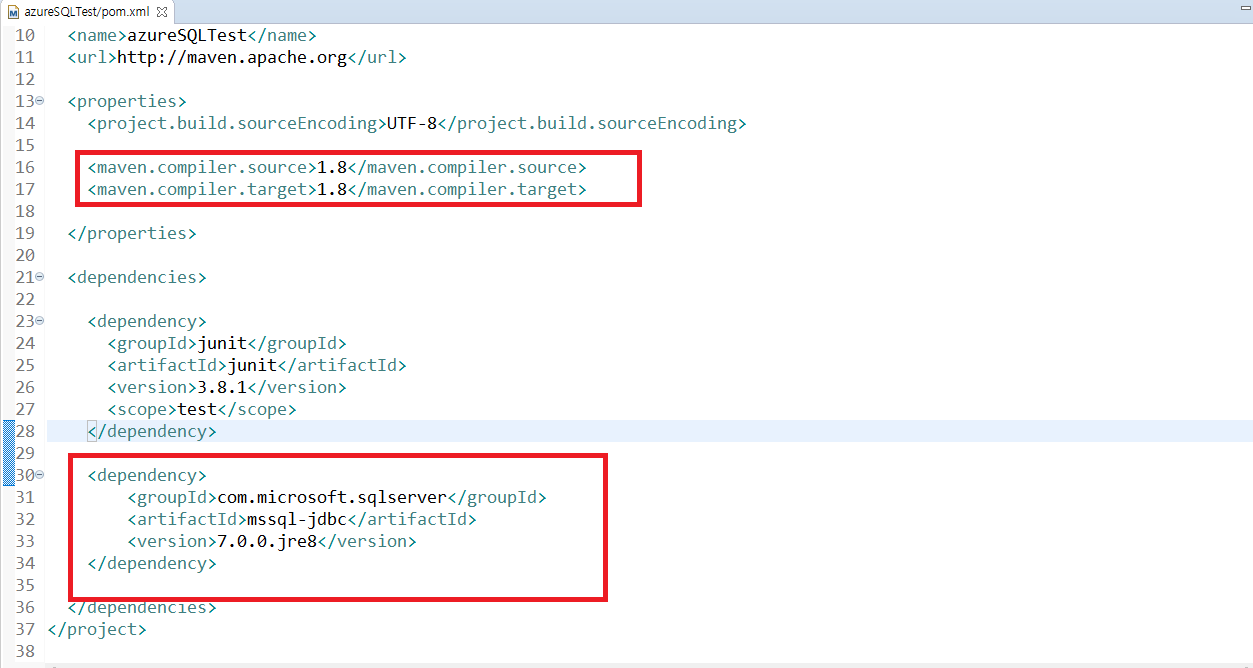 azureSQLTest/pom.xml
10 <name>azureSQLTest</name>
11 <url>http://maven.apache.org</url>
12
13 <properties>
14 <project.build.sourceEncoding>UTF-8</project.build.sourceEncoding>
15
16 <maven.compiler.source>1.8</maven.compiler.source>
17 <maven.compiler.target>1.8</maven.compiler.target>
18
19 </properties>
20
21 <dependencies>
22
23 <dependency>
24 <groupId>junit</groupId>
25 <artifactId>junit</artifactId>
26 <version>3.8.1</version>
27 <scope>test</scope>
28 </dependency>
29
30 <dependency>
31 <groupId>com.microsoft.sqlserver</groupId>
32 <artifactId>mssql-jdbc</artifactId>
33 <version>7.0.0.jre8</version>
34 </dependency>
35
36 </dependencies>
37 </project>
38